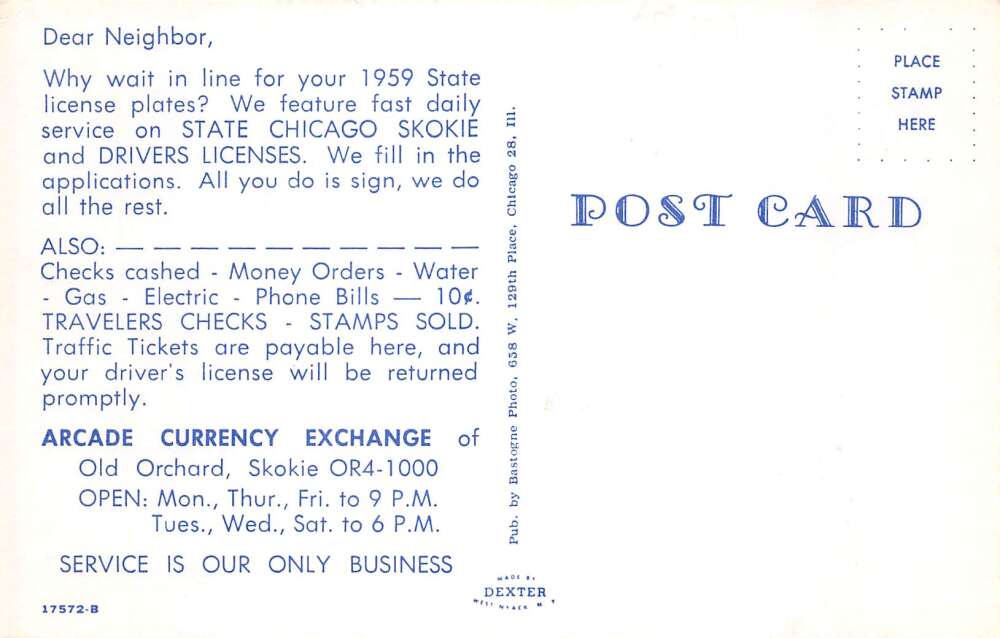 Dear Neighbor,
Why wait in line for your 1959 State
license plates? We feature fast daily
service on STATE CHICAGO SKOKIE
and DRIVERS LICENSES. We fill in the
applications. All you do is sign, we do
all the rest.
ALSO: — — — — — — — — — —
Checks cashed - Money Orders - Water
- Gas - Electric - Phone Bills — 10¢.
TRAVELERS CHECKS - STAMPS SOLD.
Traffic Tickets are payable here, and
your driver's license will be returned
promptly.
ARCADE CURRENCY EXCHANGE of
Old Orchard, Skokie OR4-1000
OPEN: Mon., Thur., Fri. to 9 P.M.
Tues., Wed., Sat. to 6 P.M.
SERVICE IS OUR ONLY BUSINESS
17572-B
Pub. by Bastogne Photo, 658 W. 129th Place, Chicago 28, Ill.
MADE BY
DEXTER
WEST NYACK N Y
PLACE
STAMP
HERE
POST CARD